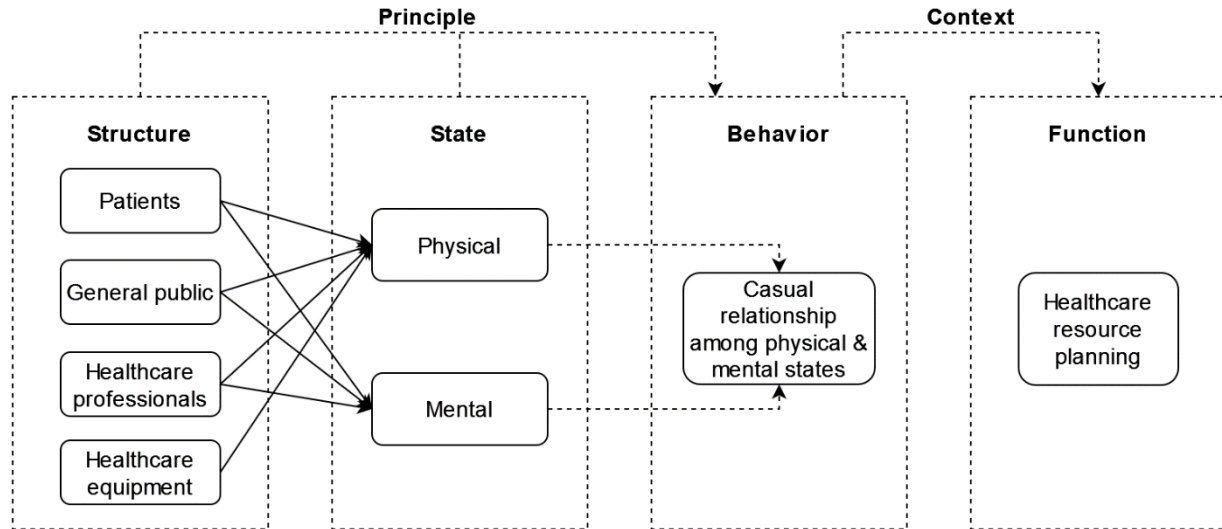 Principle
Context
Structure
State
Behavior
Function
Patients
General public
Healthcare
professionals
Healthcare
equipment
Physical
Mental
Casual
relationship
among physical &
mental states
Healthcare
resource
planning